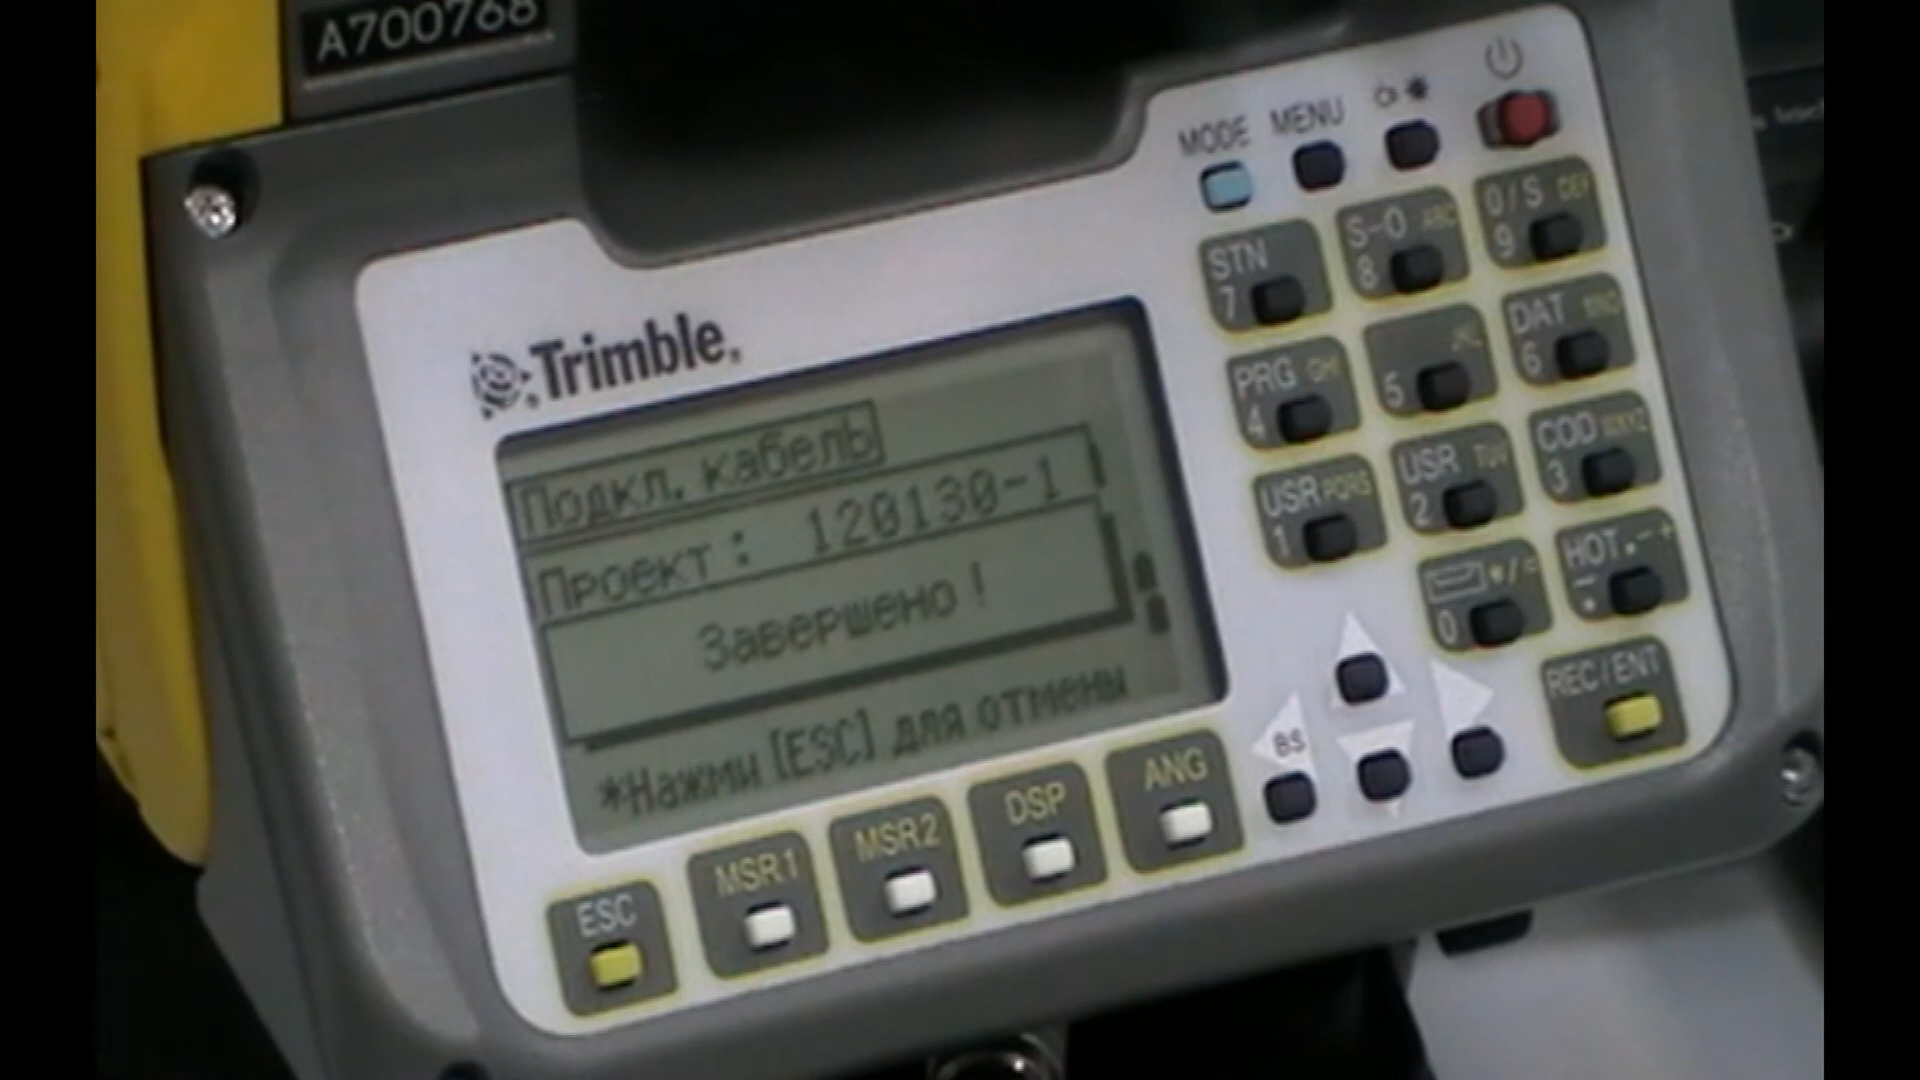 A700768
Trimble
Подкл. кабель
Проект : 120130-1
Завершено !
*Нажми [ESC] для отмены
MODE MENU
STN 7
S-O ABC 8
O/S DEF 9
PRG GHI 4
JKL 5
DAT MNO 6
USR PQRS 1
USR TUV 2
COD WXYZ 3
*/= 0
HOT .-+
BS
REC/ENT
ESC MSR1 MSR2 DSP ANG